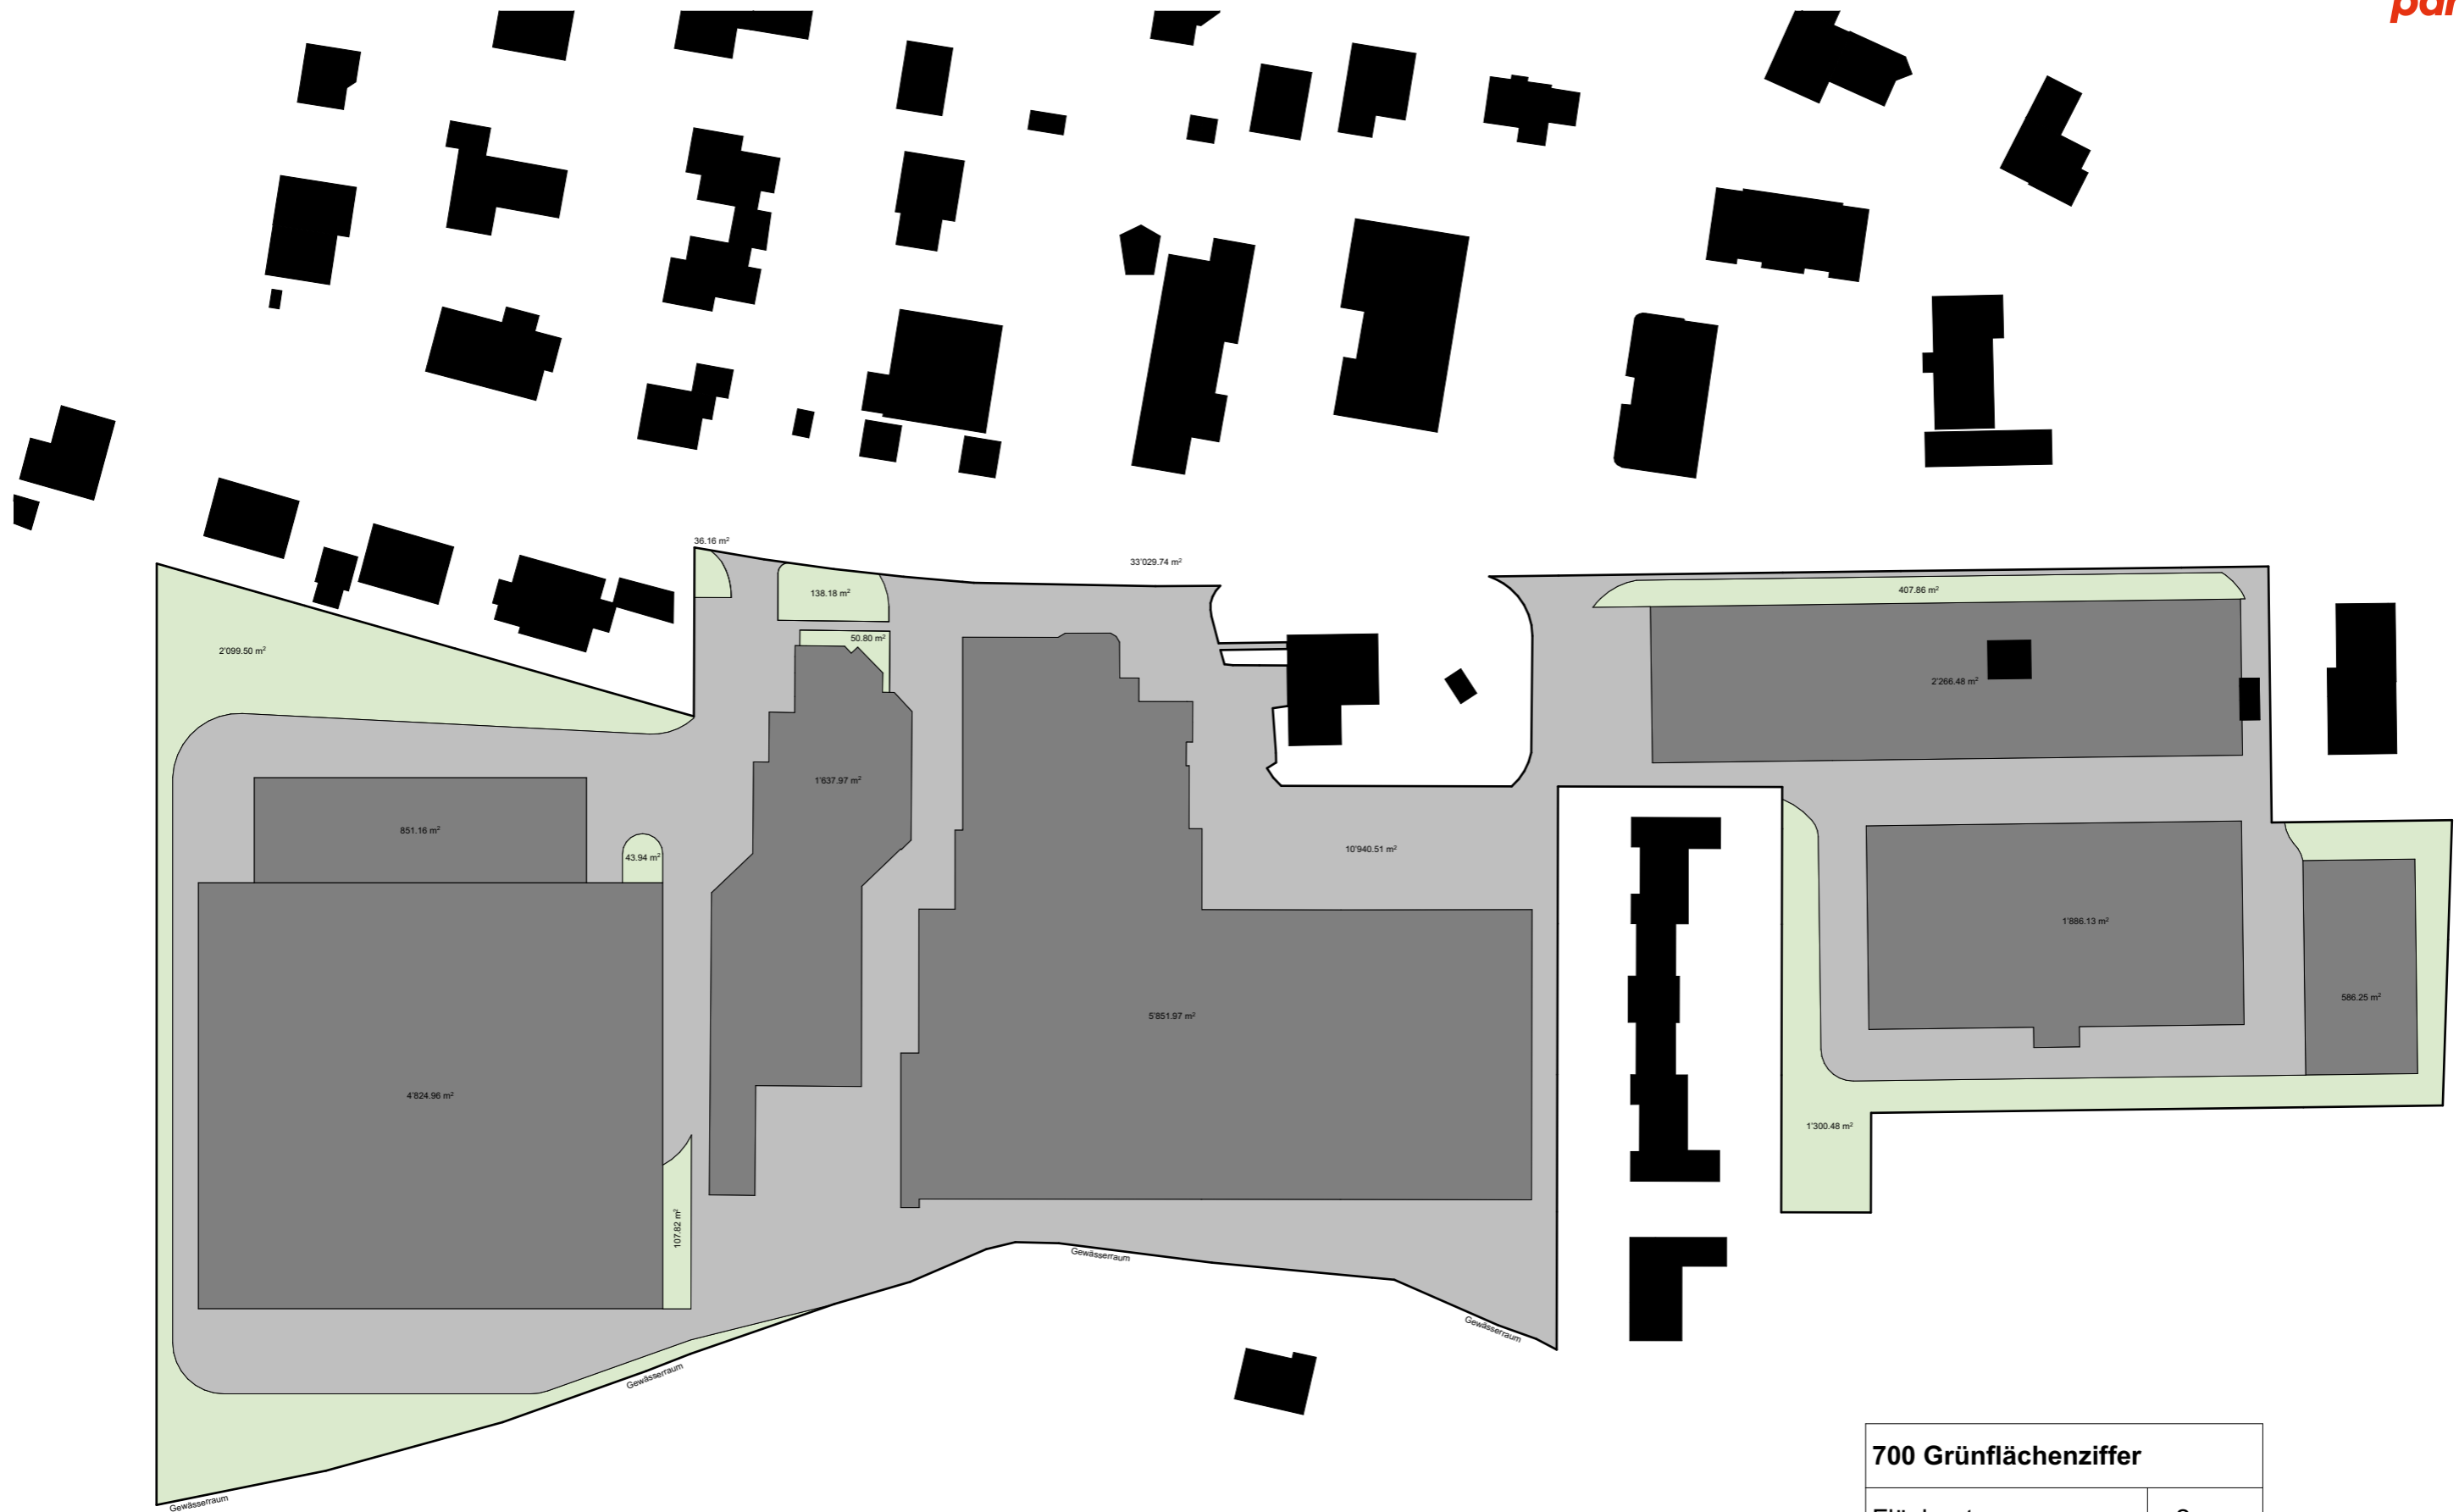 36.16 m²
33'029.74 m²
138.18 m²
407.86 m²
50.80 m²
2'099.50 m²
2'266.48 m²
1'637.97 m²
851.16 m²
43.94 m²
10'940.51 m²
1'886.13 m²
586.25 m²
5'851.97 m²
4'824.96 m²
1'300.48 m²
107.82 m²
Gewässerraum
Gewässerraum
Gewässerraum
Gewässerraum
700 Grünflächenziffer